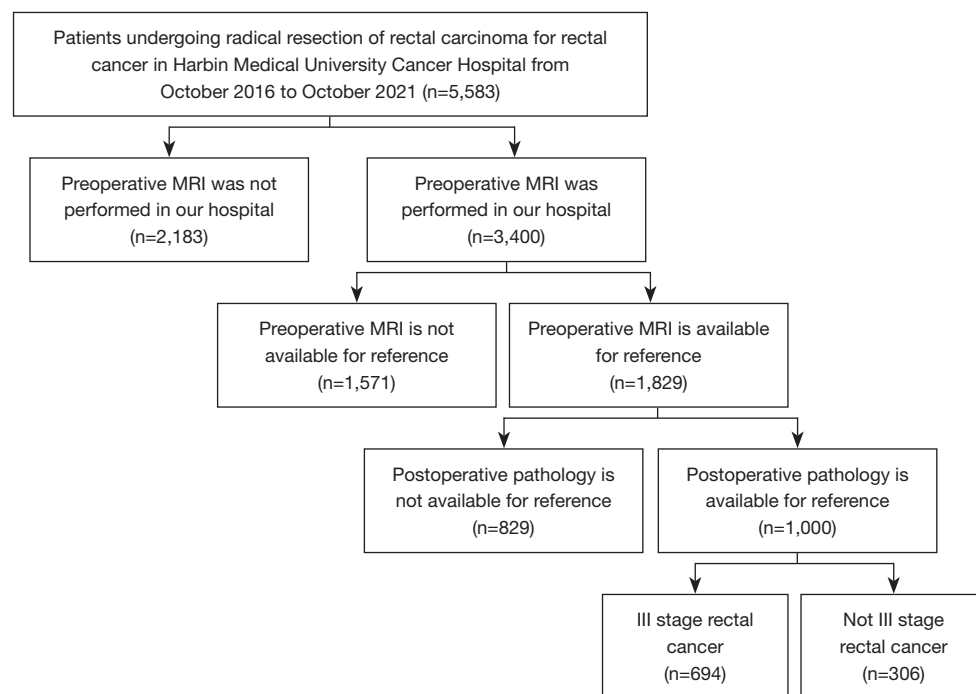 Patients undergoing radical resection of rectal carcinoma for rectal
cancer in Harbin Medical University Cancer Hospital from
October 2016 to October 2021 (n=5,583)
Preoperative MRI was not
performed in our hospital
(n=2,183)
Preoperative MRI was
performed in our hospital
(n=3,400)
Preoperative MRI is not
available for reference
(n=1,571)
Preoperative MRI is available
for reference
(n=1,829)
Postoperative pathology is
not available for reference
(n=829)
Postoperative pathology is
available for reference
(n=1,000)
III stage rectal
cancer
(n=694)
Not III stage
rectal cancer
(n=306)